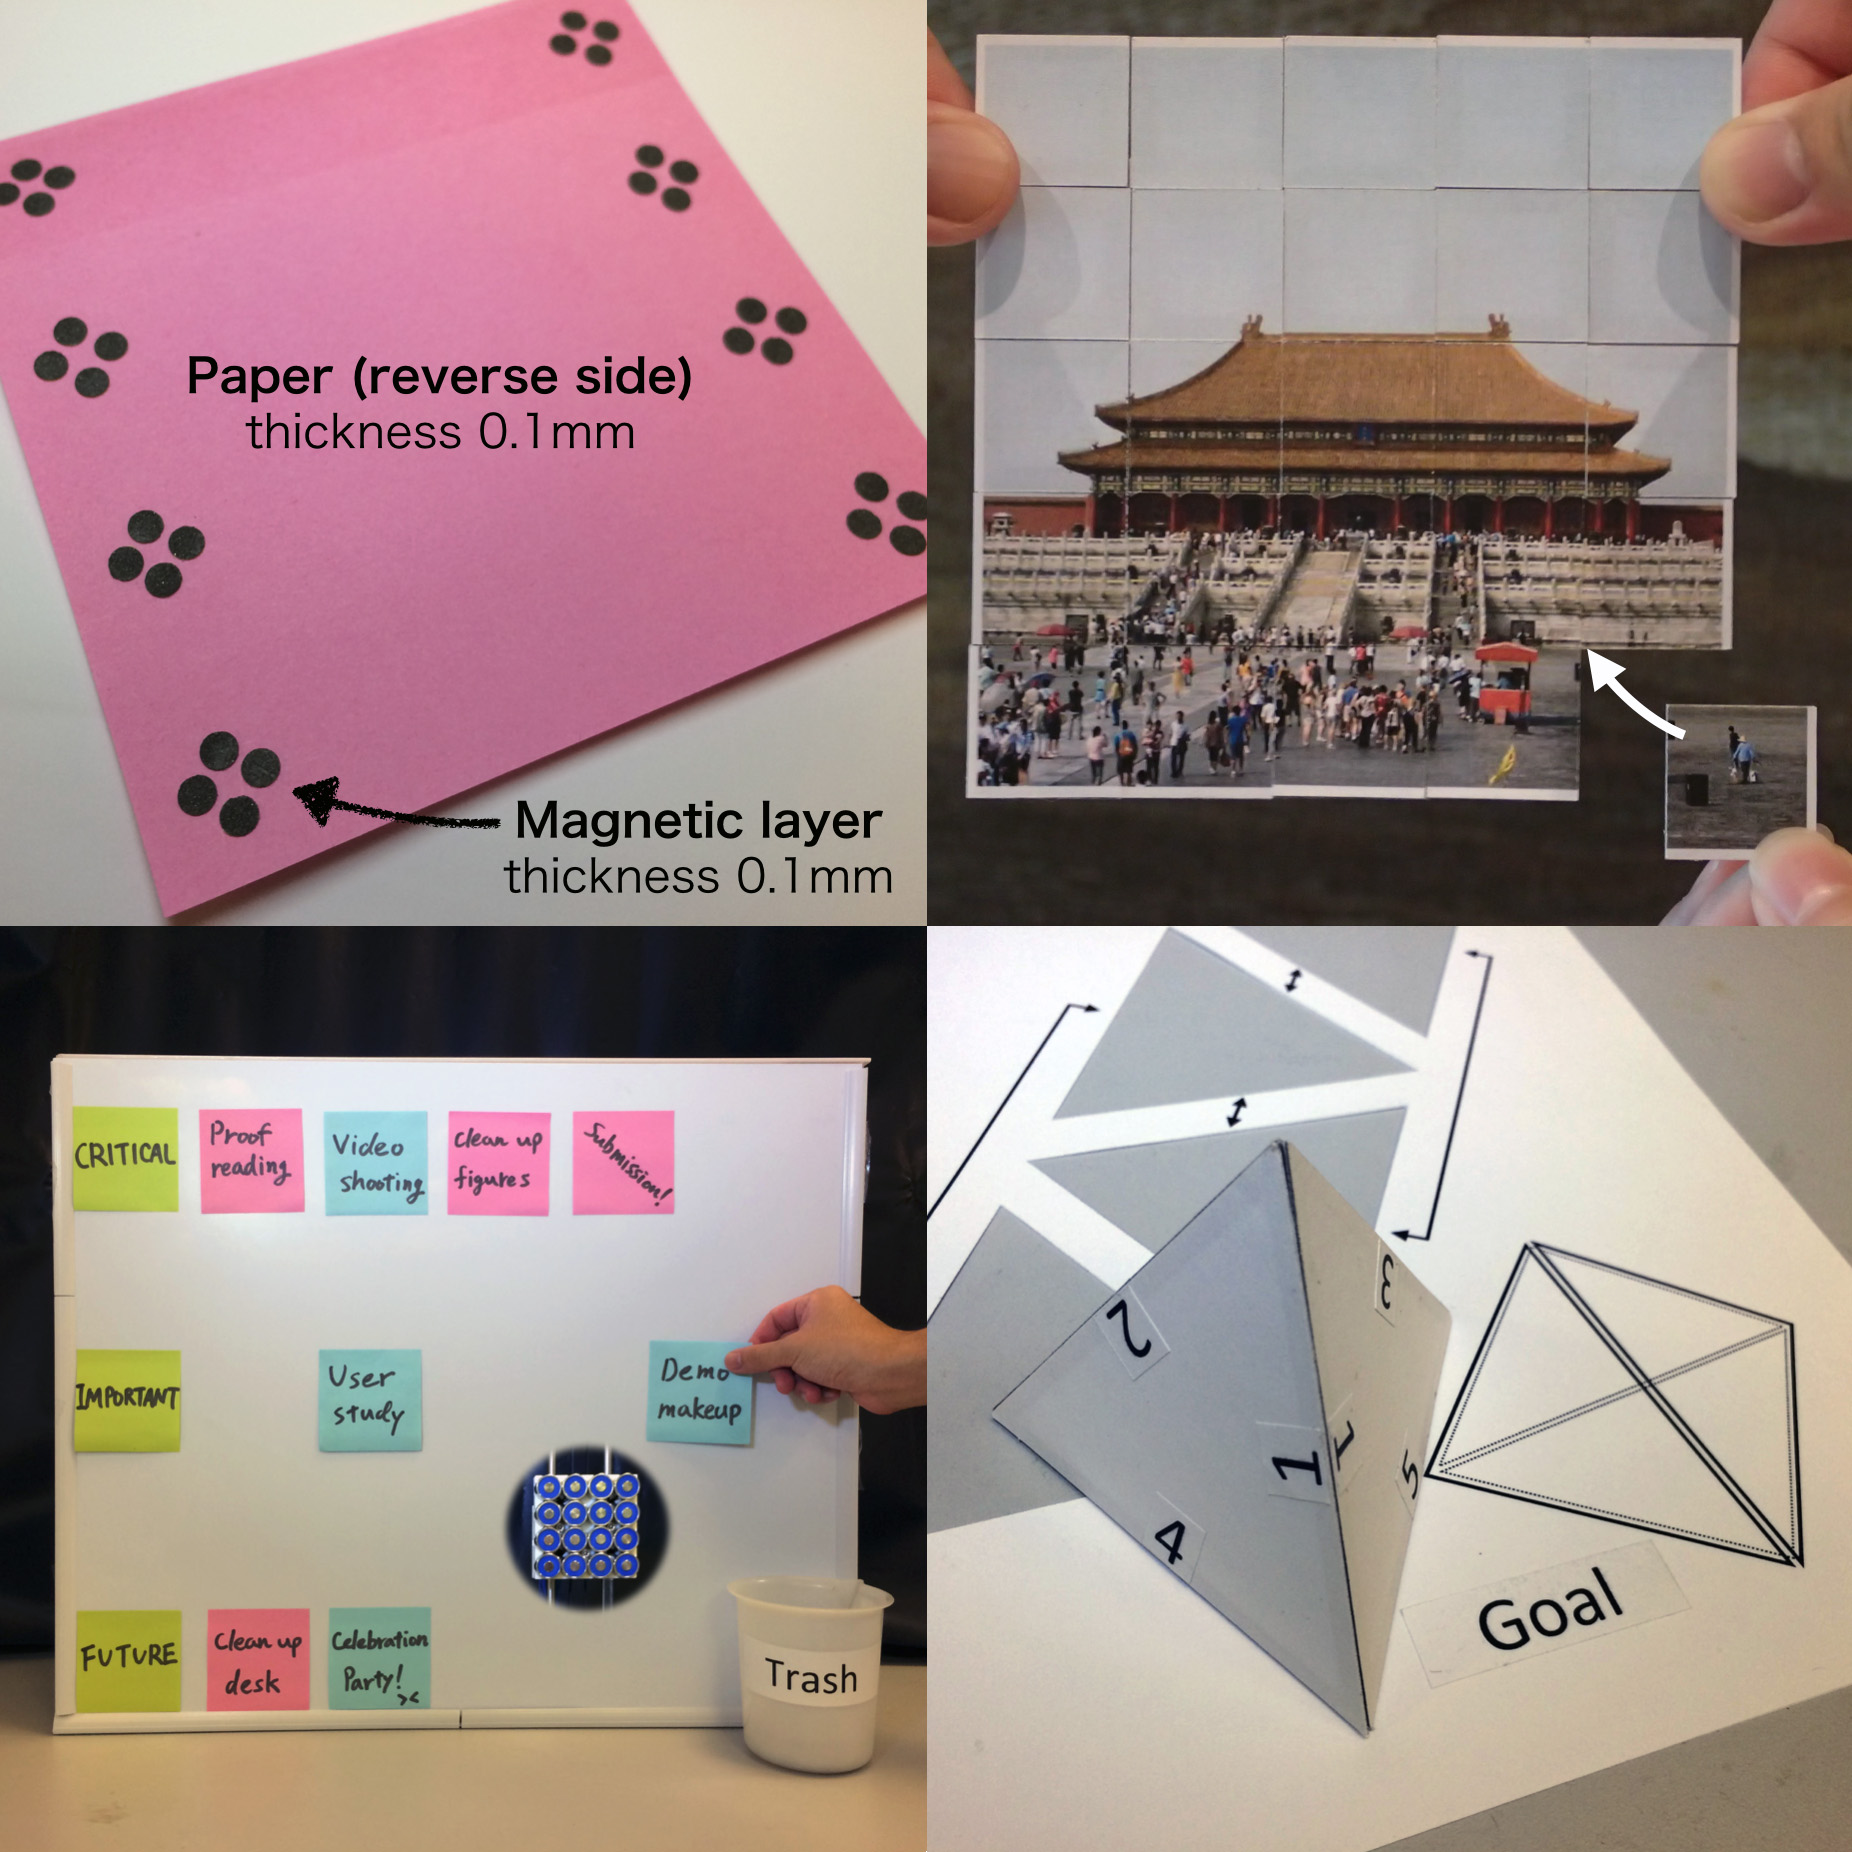 Paper (reverse side)
thickness 0.1mm
Magnetic layer
thickness 0.1mm
CRITICAL
Proof
reading
Video
shooting
Clean up
figures
Submission!
IMPORTANT
User
study
Demo
makeup
FUTURE
Clean up
desk
Celebration
Party!
><
Trash
2
3
1
1
5
4
Goal